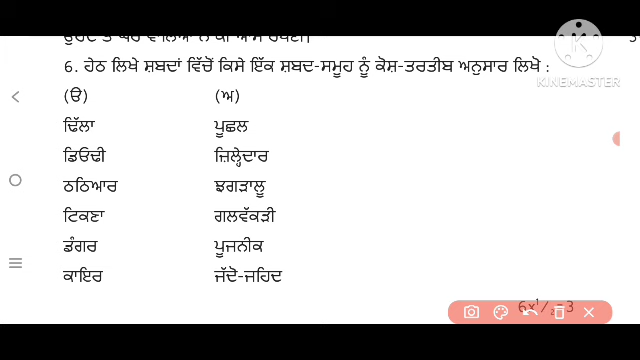 6. ਹੇਠ ਲਿਖੇ ਸ਼ਬਦਾਂ ਵਿੱਚੋਂ ਕਿਸੇ ਇੱਕ ਸ਼ਬਦ-ਸਮੂਹ ਨੂੰ ਕੋਸ਼-ਤਰਤੀਬ ਅਨੁਸਾਰ ਲਿਖੋ :
(ੳ) (ਅ)
ਢਿੱਲਾ ਪੂਛਲ
ਡਿਓਢੀ ਜ਼ਿਲ੍ਹੇਦਾਰ
ਠਠਿਆਰ ਝਗੜਾਲੂ
ਟਿਕਣਾ ਗਲਵੱਕੜੀ
ਡੰਗਰ ਪੂਜਨੀਕ
ਕਾਇਰ ਜੱਦੋ-ਜਹਿਦ
KINEMASTER